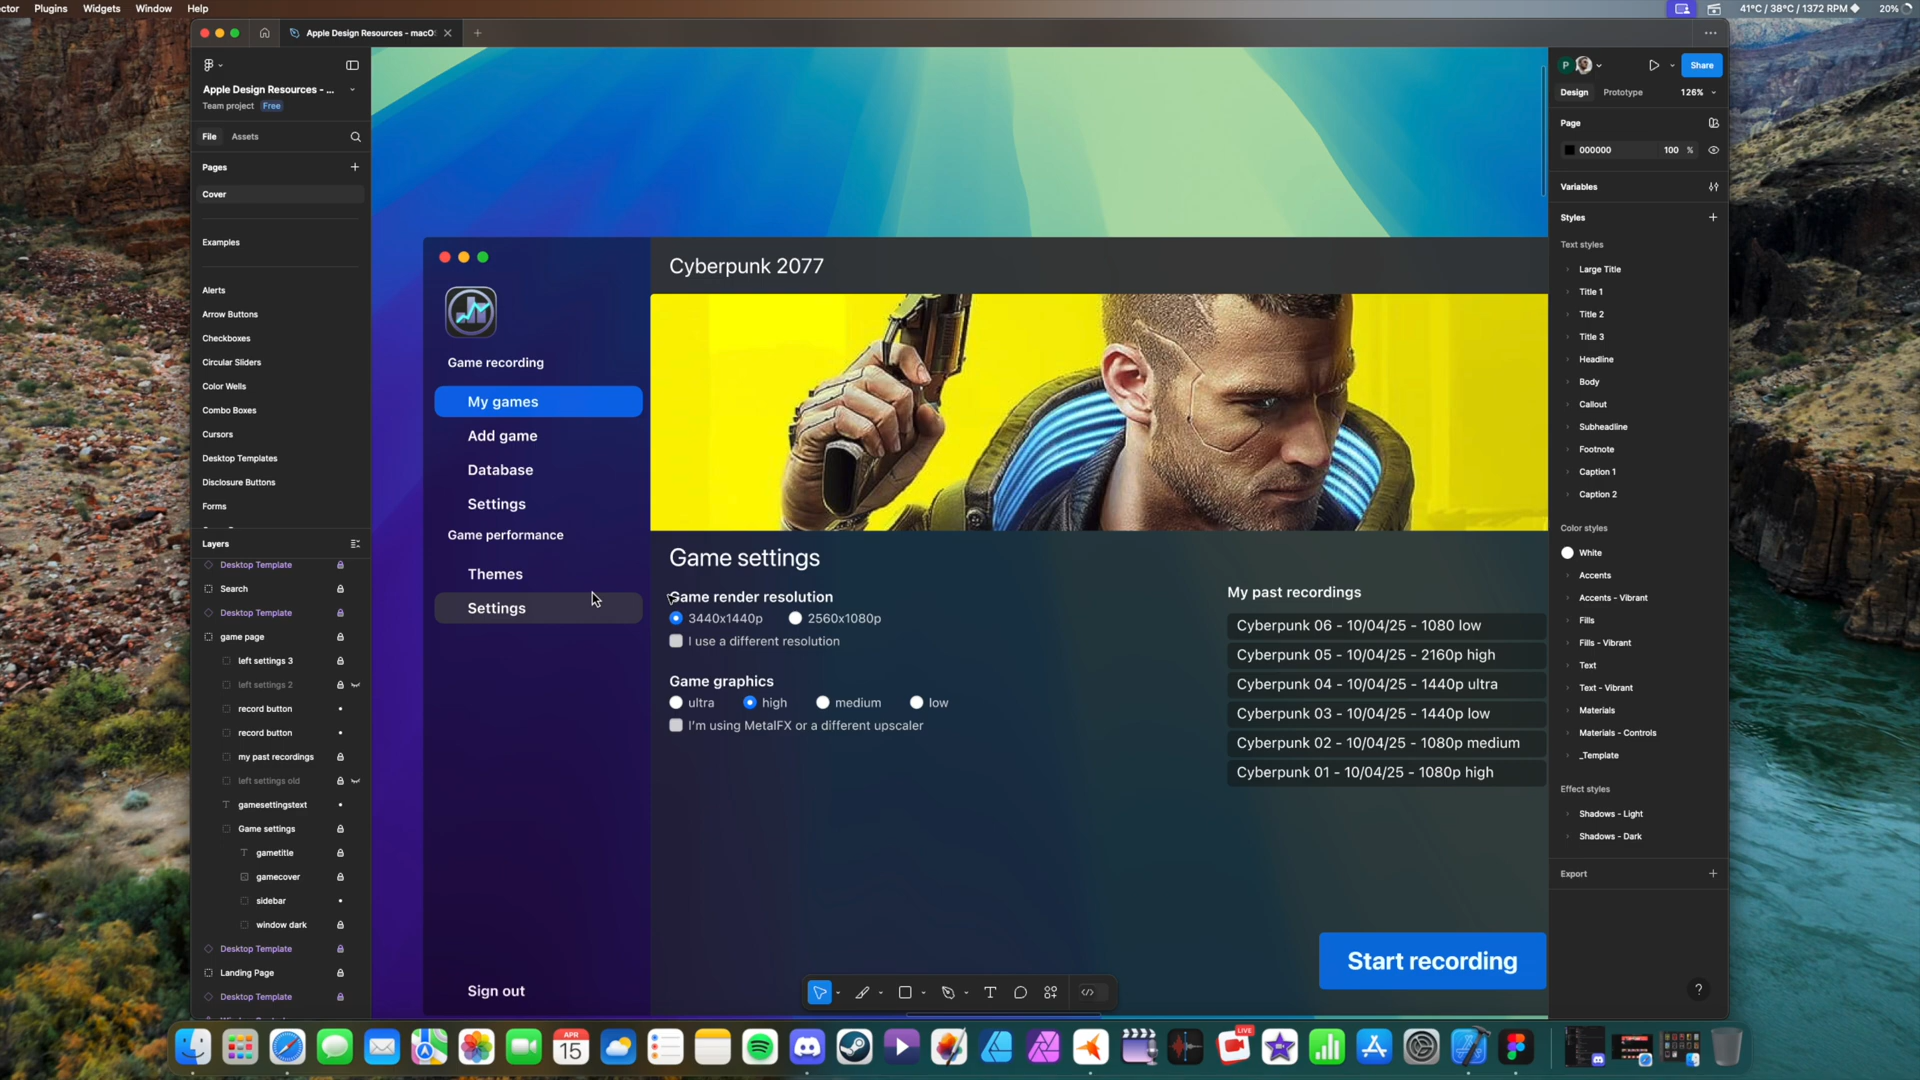 ctor Plugins Widgets Window Help
41°C / 38°C / 1372 RPM 20%
Apple Design Resources - macO
Apple Design Resources - ...
Team project Free
File Assets
Pages
Cover
Examples
Alerts
Arrow Buttons
Checkboxes
Circular Sliders
Color Wells
Combo Boxes
Cursors
Desktop Templates
Disclosure Buttons
Forms
Layers
Desktop Template
Search
Desktop Template
game page
left settings 3
left settings 2
record button
record button
my past recordings
left settings old
gamesettingstext
Game settings
gametitle
gamecover
sidebar
window dark
Desktop Template
Landing Page
Desktop Template
Game recording
My games
Add game
Database
Settings
Game performance
Themes
Settings
Sign out
Cyberpunk 2077
Game settings
Game render resolution
3440x1440p 2560x1080p
I use a different resolution
Game graphics
ultra high medium low
I'm using MetalFX or a different upscaler
My past recordings
Cyberpunk 06 - 10/04/25 - 1080 low
Cyberpunk 05 - 10/04/25 - 2160p high
Cyberpunk 04 - 10/04/25 - 1440p ultra
Cyberpunk 03 - 10/04/25 - 1440p low
Cyberpunk 02 - 10/04/25 - 1080p medium
Cyberpunk 01 - 10/04/25 - 1080p high
Start recording
P
Share
Design Prototype 126%
Page
000000 100 %
Variables
Styles
Text styles
Large Title
Title 1
Title 2
Title 3
Headline
Body
Callout
Subheadline
Footnote
Caption 1
Caption 2
Color styles
White
Accents
Accents - Vibrant
Fills
Fills - Vibrant
Text
Text - Vibrant
Materials
Materials - Controls
_Template
Effect styles
Shadows - Light
Shadows - Dark
Export
?
APR
15
LIVE